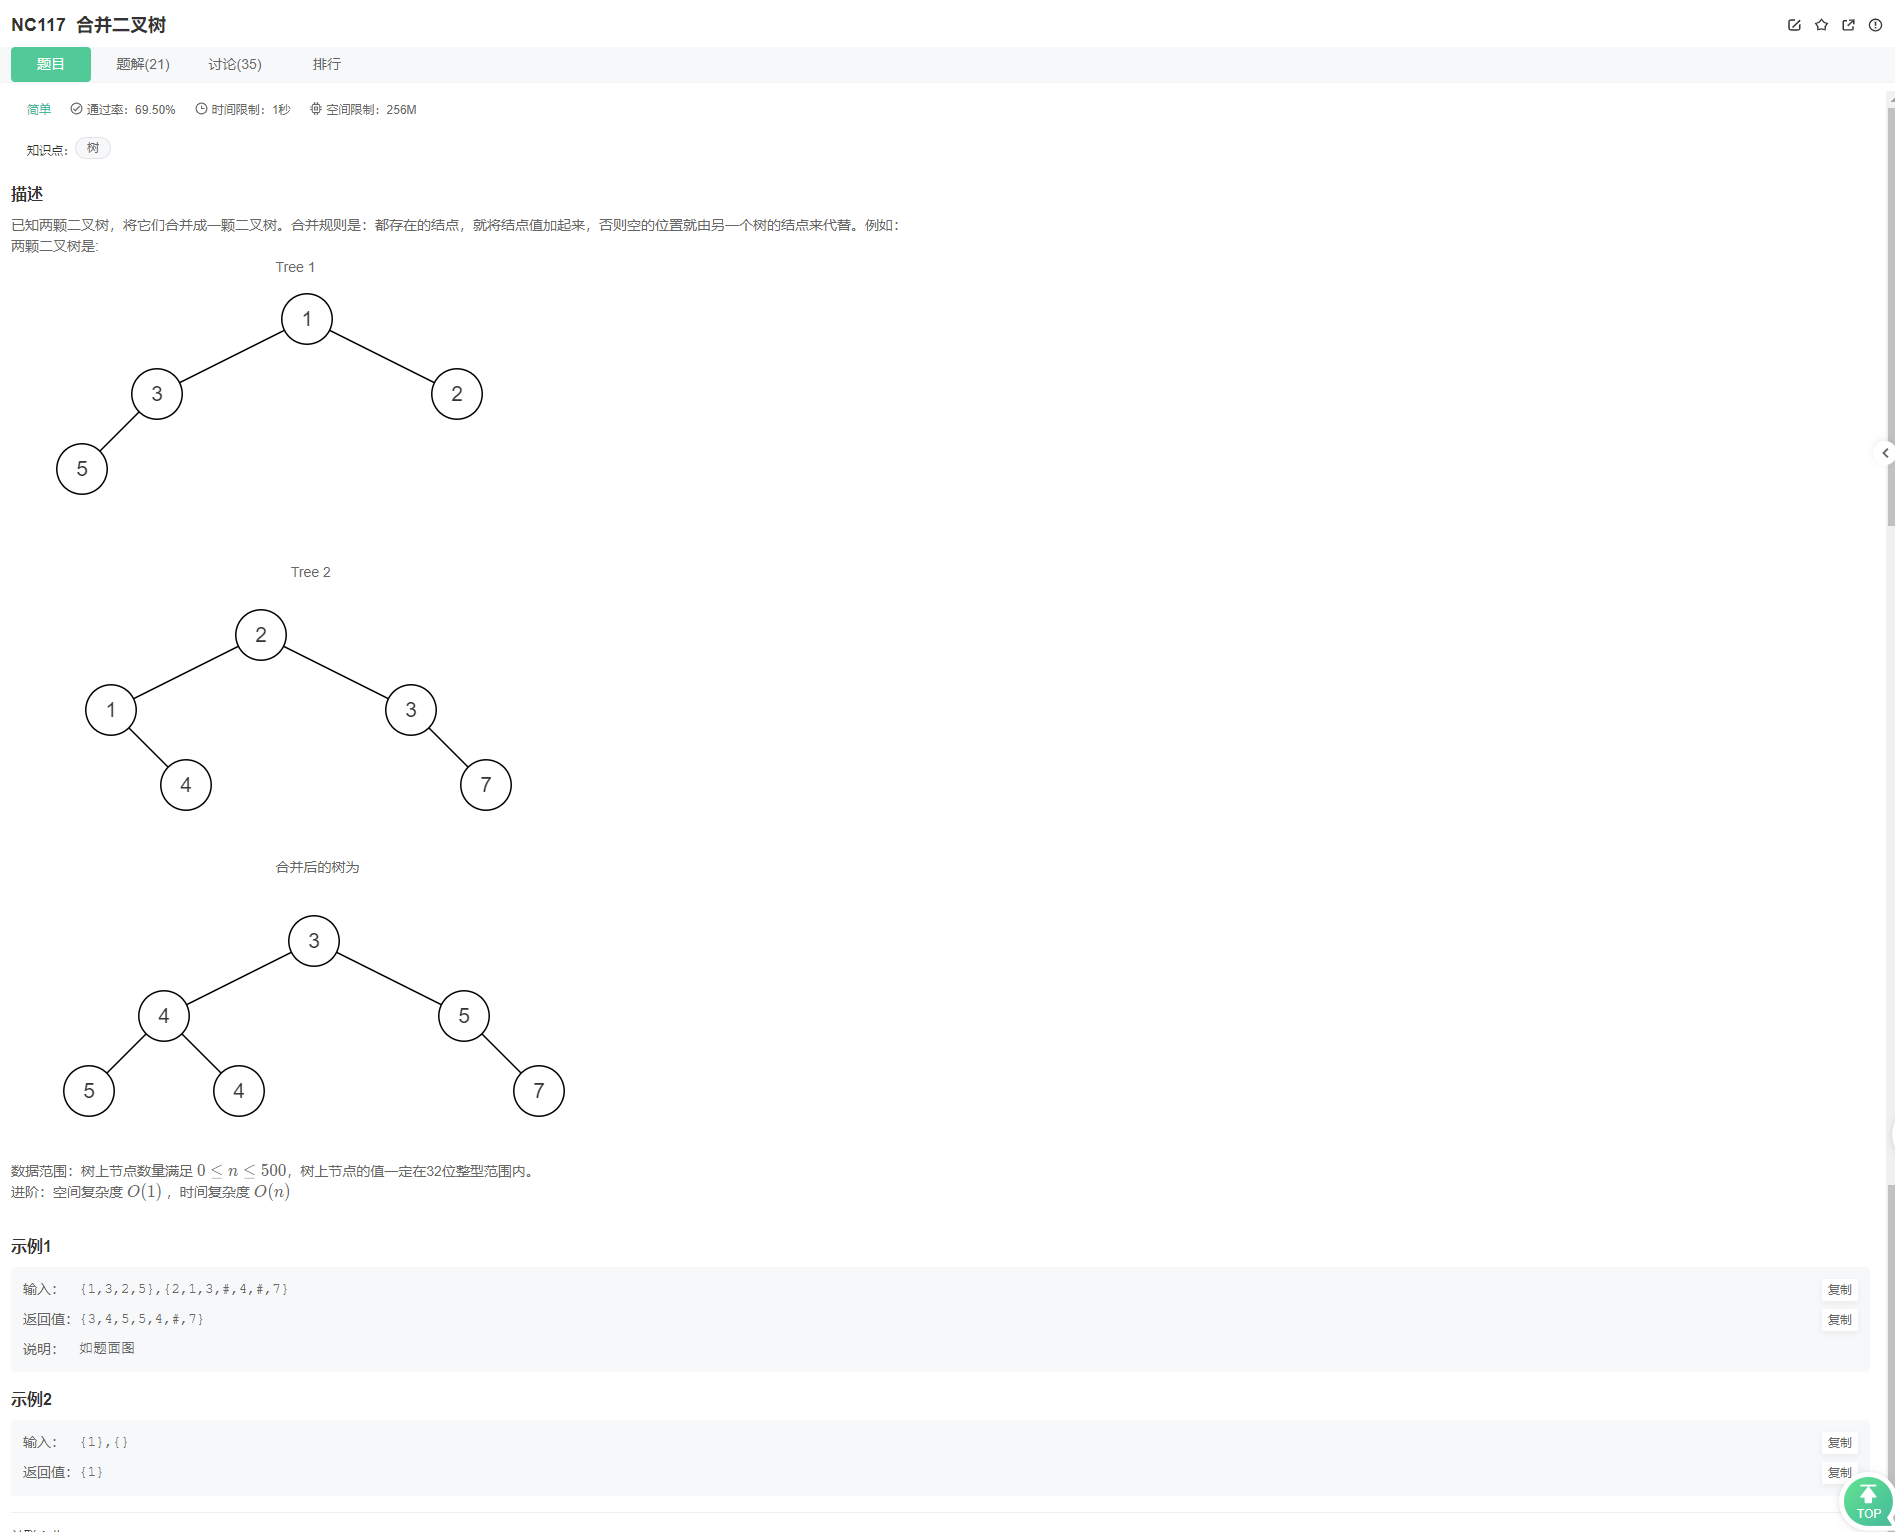 NC117 合并二叉树
题目 题解(21) 讨论(35) 排行
简单 通过率：69.50% 时间限制：1秒 空间限制：256M
知识点： 树
描述
已知两颗二叉树，将它们合并成一颗二叉树。合并规则是：都存在的结点，就将结点值加起来，否则空的位置就由另一个树的结点来代替。例如：
两颗二叉树是:
Tree 1
1
3 2
5
Tree 2
2
1 3
4 7
合并后的树为
3
4 5
5 4 7
数据范围：树上节点数量满足 0 ≤ n ≤ 500，树上节点的值一定在32位整型范围内。
进阶：空间复杂度 O(1) ，时间复杂度 O(n)
示例1
输入： {1,3,2,5},{2,1,3,#,4,#,7} 复制
返回值：{3,4,5,5,4,#,7} 复制
说明： 如题面图
示例2
输入： {1},{} 复制
返回值：{1} 复制
TOP